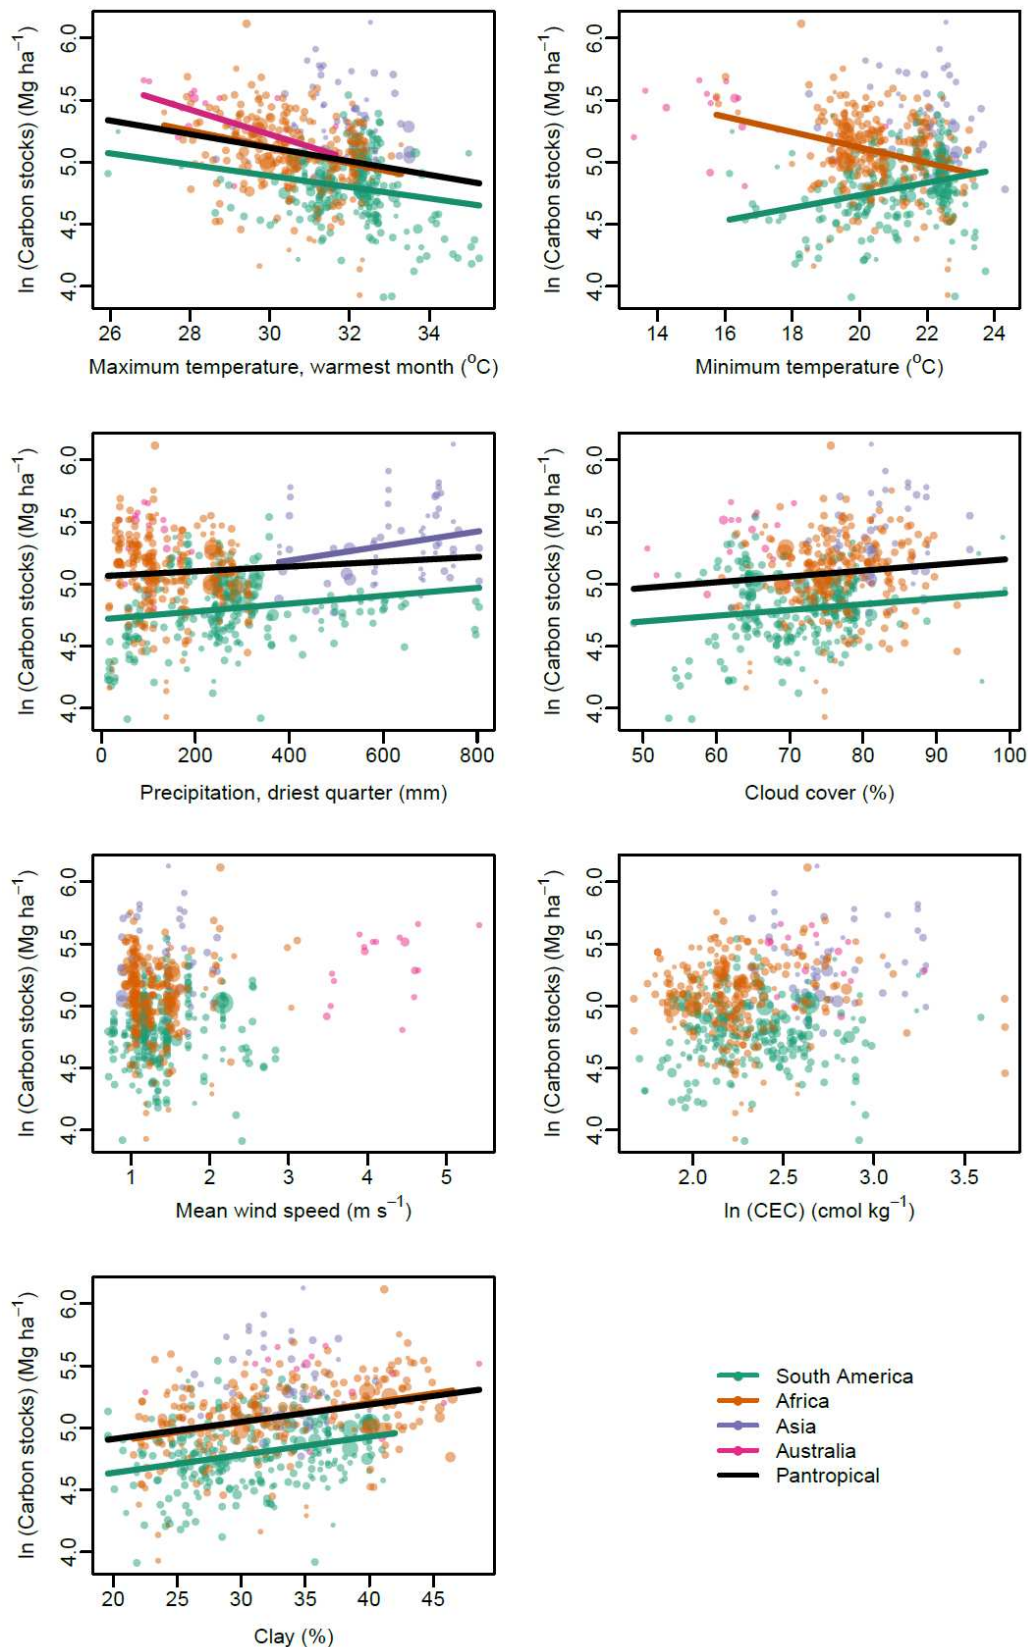 6.0
5.5
5.0
4.5
4.0
ln (Carbon stocks) (Mg ha⁻¹)
26 28 30 32 34
Maximum temperature, warmest month (°C)
6.0
5.5
5.0
4.5
4.0
ln (Carbon stocks) (Mg ha⁻¹)
14 16 18 20 22 24
Minimum temperature (°C)
6.0
5.5
5.0
4.5
4.0
ln (Carbon stocks) (Mg ha⁻¹)
0 200 400 600 800
Precipitation, driest quarter (mm)
6.0
5.5
5.0
4.5
4.0
ln (Carbon stocks) (Mg ha⁻¹)
50 60 70 80 90 100
Cloud cover (%)
6.0
5.5
5.0
4.5
4.0
ln (Carbon stocks) (Mg ha⁻¹)
1 2 3 4 5
Mean wind speed (m s⁻¹)
6.0
5.5
5.0
4.5
4.0
ln (Carbon stocks) (Mg ha⁻¹)
2.0 2.5 3.0 3.5
ln (CEC) (cmol kg⁻¹)
6.0
5.5
5.0
4.5
4.0
ln (Carbon stocks) (Mg ha⁻¹)
20 25 30 35 40 45
Clay (%)
South America
Africa
Asia
Australia
Pantropical